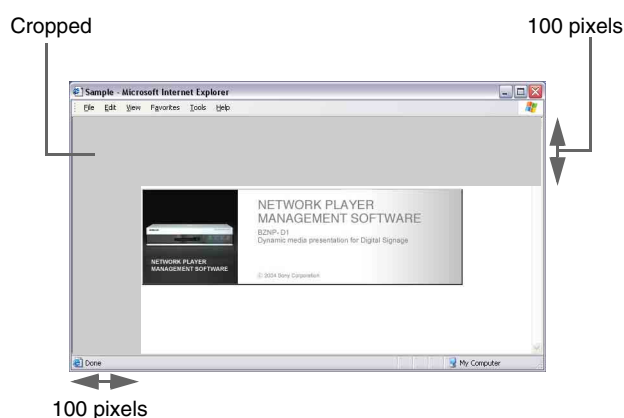 Cropped
100 pixels
Sample - Microsoft Internet Explorer
File Edit View Favorites Tools Help
NETWORK PLAYER
MANAGEMENT SOFTWARE
BZNP-D1
Dynamic media presentation for Digital Signage
NETWORK PLAYER
MANAGEMENT SOFTWARE
© 2004 Sony Corporation
Done
My Computer
100 pixels